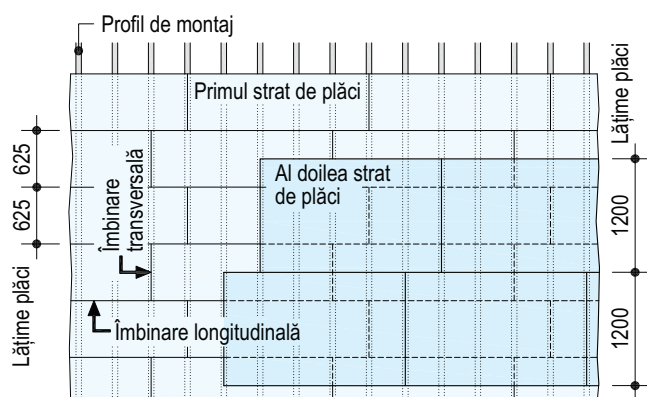 Profil de montaj
Primul strat de plăci
Lățime plăci
625
625
Îmbinare
transversală
Al doilea strat
de plăci
1200
1200
Lățime plăci
Îmbinare longitudinală